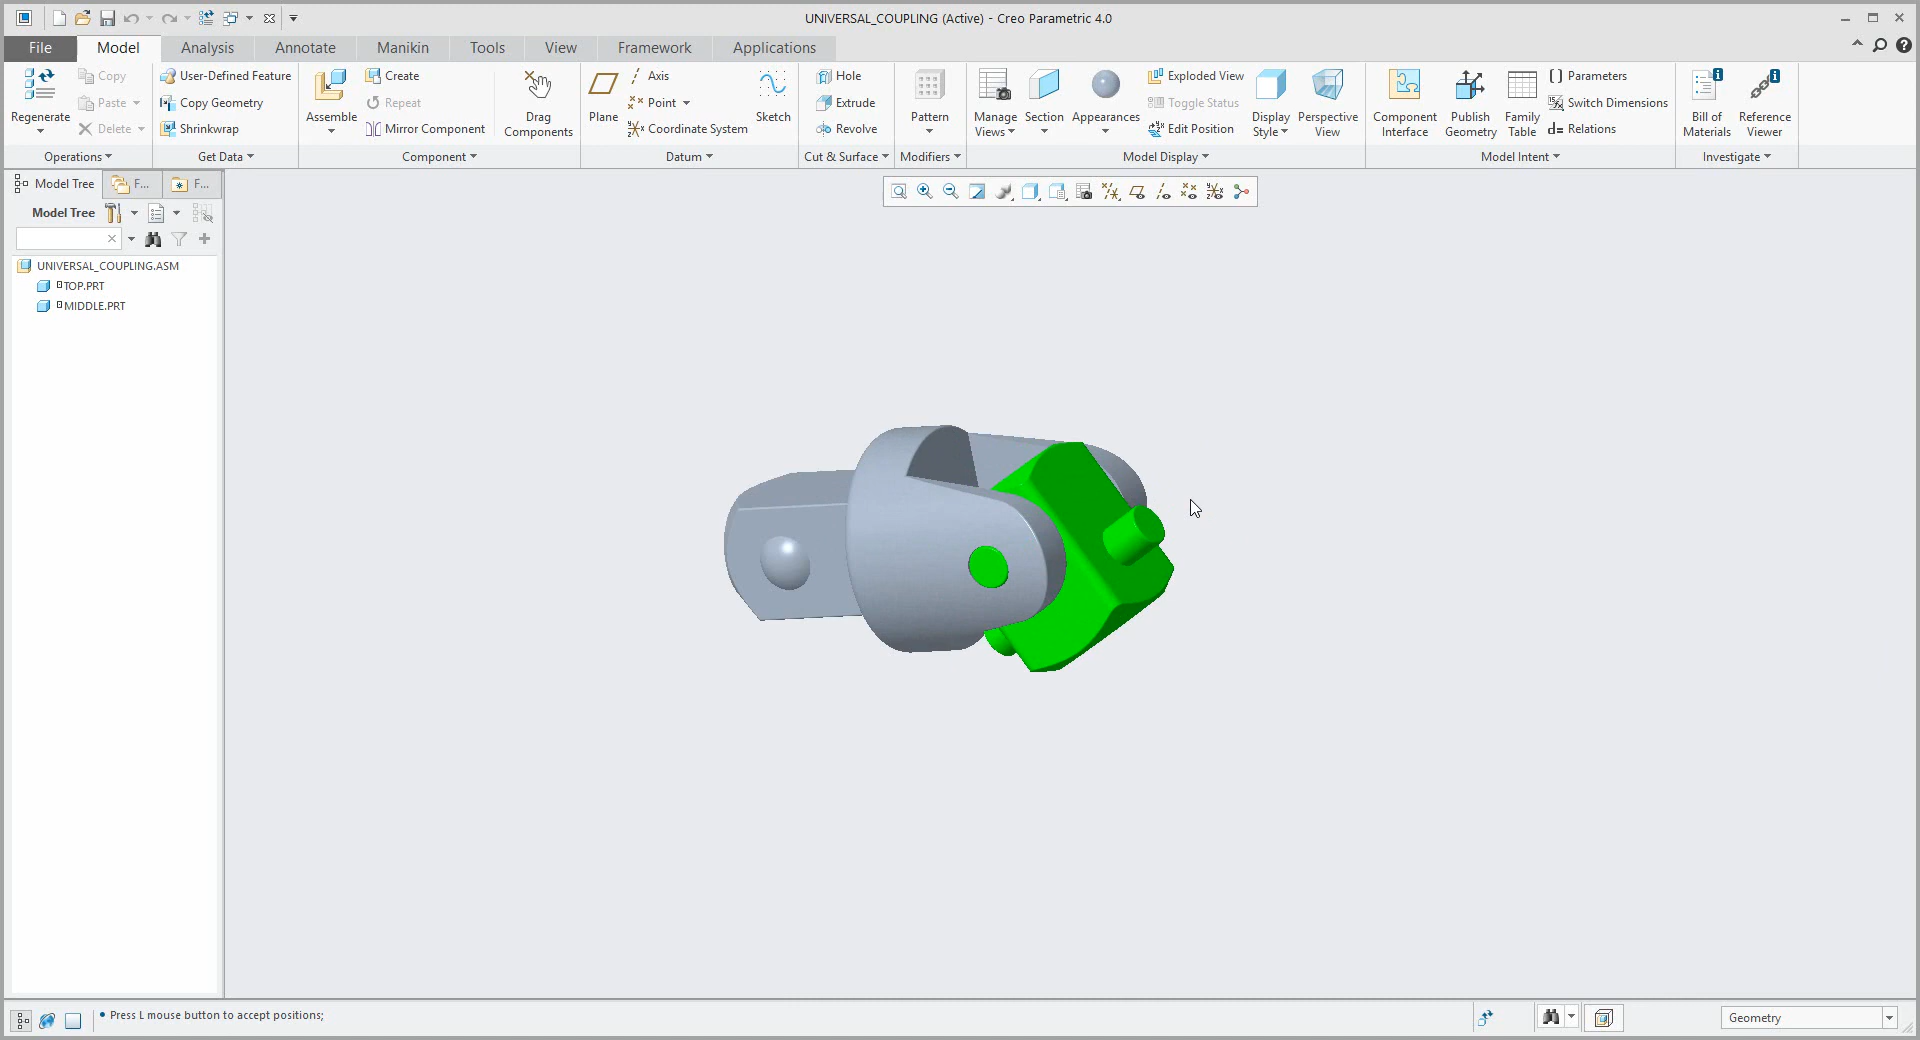 UNIVERSAL_COUPLING (Active) - Creo Parametric 4.0
File Model Analysis Annotate Manikin Tools View Framework Applications
Regenerate
Copy
Paste
Delete
Operations
User-Defined Feature
Copy Geometry
Shrinkwrap
Get Data
Assemble
Create
Repeat
Mirror Component
Drag
Components
Component
Plane
Axis
Point
Coordinate System
Sketch
Datum
Hole
Extrude
Revolve
Cut & Surface
Pattern
Modifiers
Manage
Views
Section
Appearances
Exploded View
Toggle Status
Edit Position
Display
Style
Perspective
View
Model Display
Component
Interface
Publish
Geometry
Family
Table
Parameters
Switch Dimensions
Relations
Model Intent
Bill of
Materials
Reference
Viewer
Investigate
Model Tree F... F...
Model Tree
UNIVERSAL_COUPLING.ASM
TOP.PRT
MIDDLE.PRT
Press L mouse button to accept positions;
Geometry